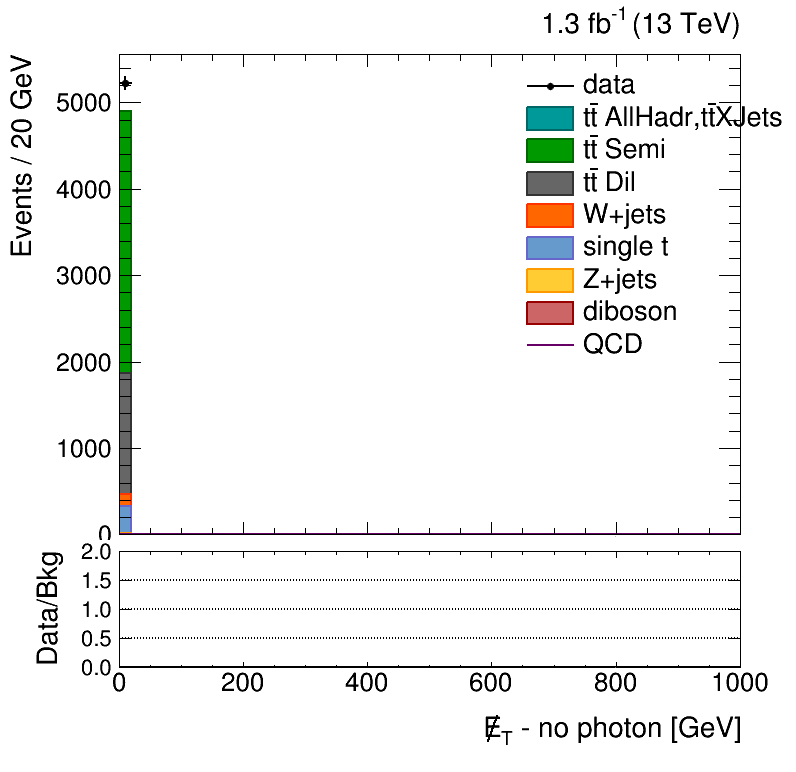 1.3 fb⁻¹ (13 TeV)
Events / 20 GeV
5000
4000
3000
2000
1000
0
data
tt̄ AllHadr,tt̄XJets
tt̄ Semi
tt̄ Dil
W+jets
single t
Z+jets
diboson
QCD
Data/Bkg
2.0
1.5
1.0
0.5
0.0
0 200 400 600 800 1000
E̸_T - no photon [GeV]